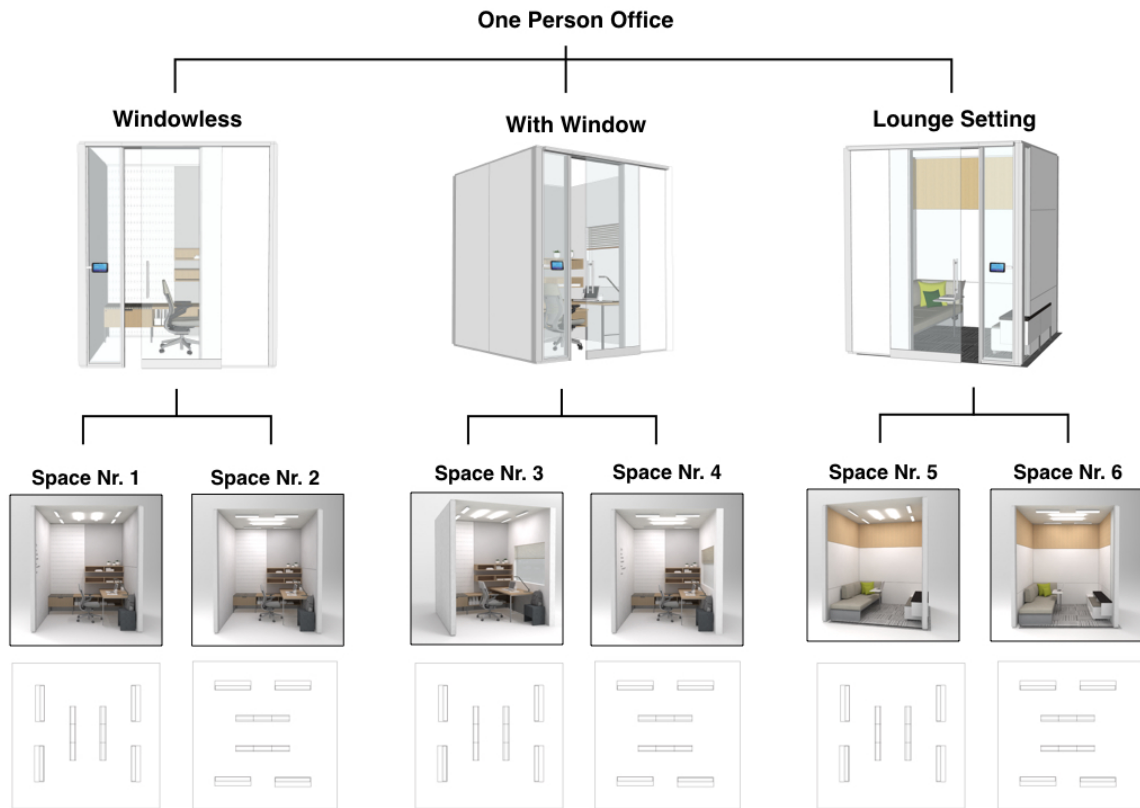 One Person Office
Windowless
With Window
Lounge Setting
Space Nr. 1
Space Nr. 2
Space Nr. 3
Space Nr. 4
Space Nr. 5
Space Nr. 6